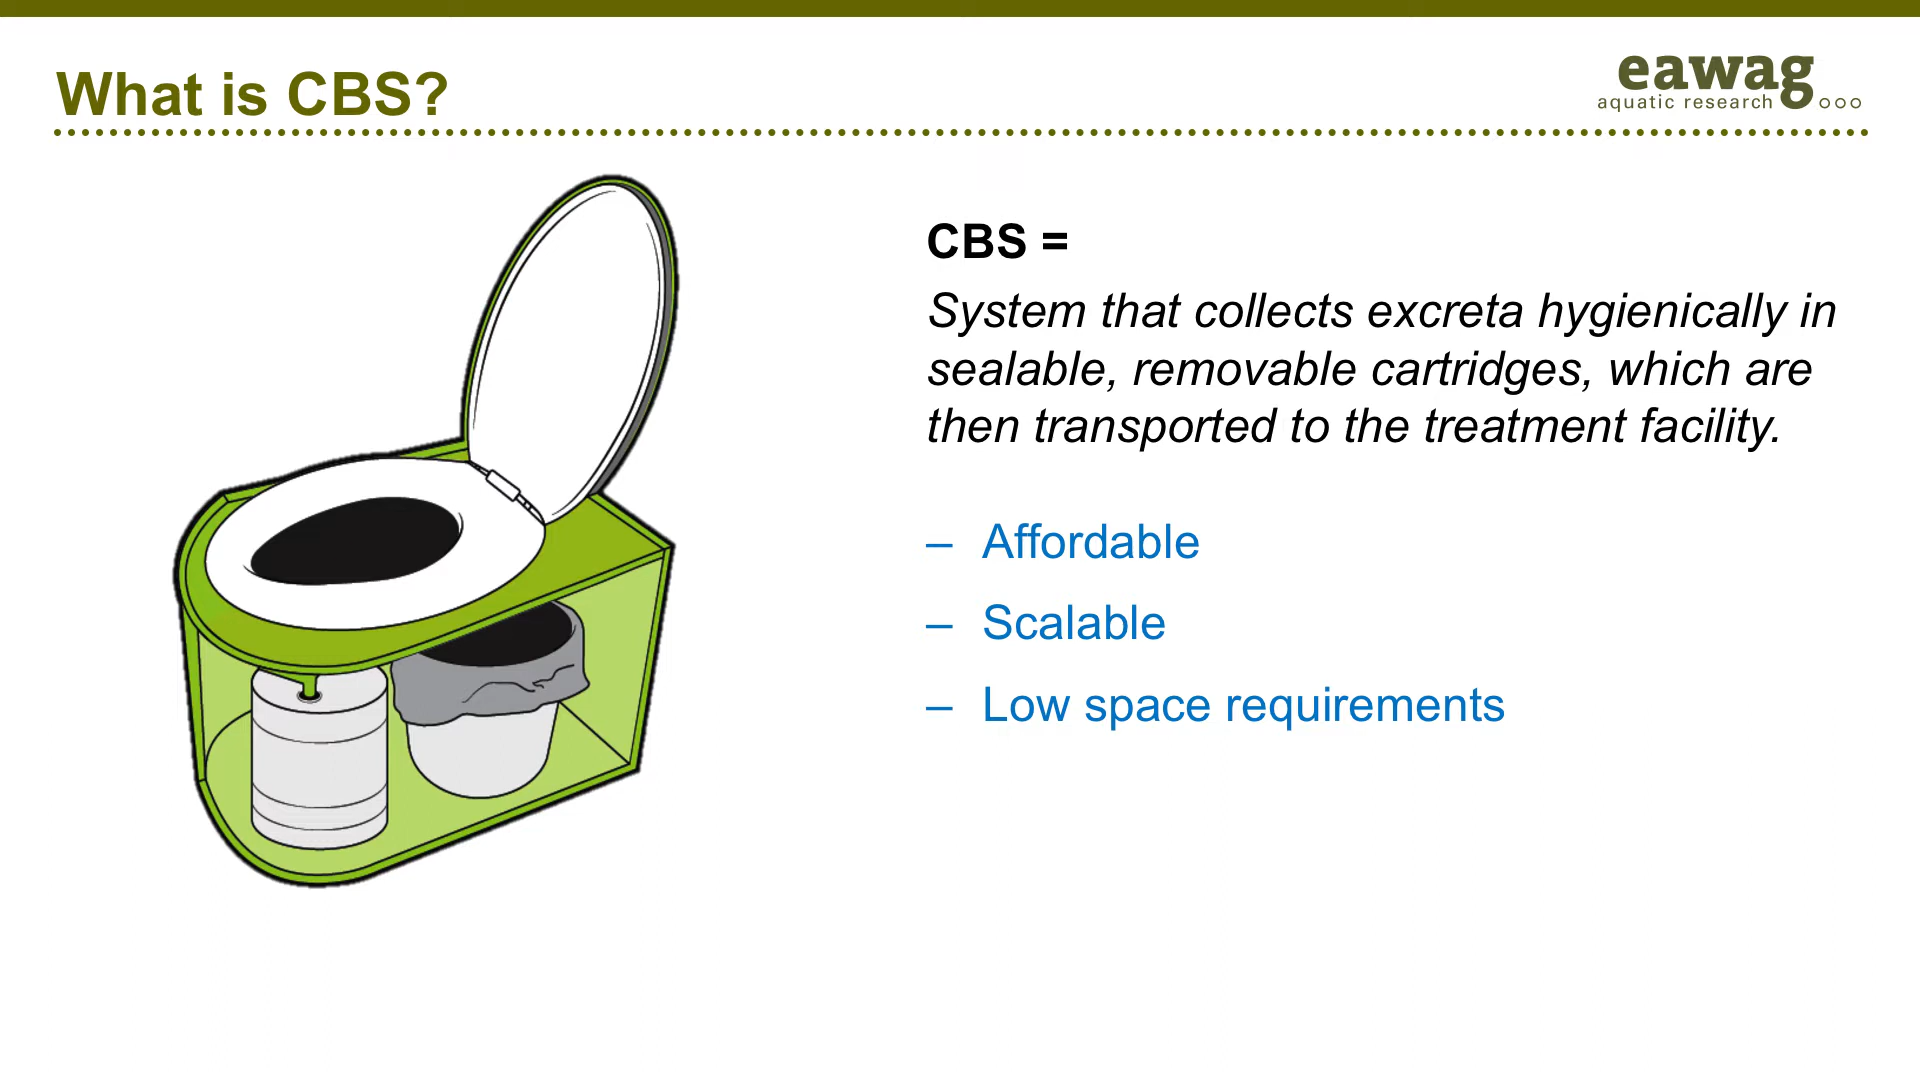 What is CBS?
eawag
aquatic research
CBS =
System that collects excreta hygienically in
sealable, removable cartridges, which are
then transported to the treatment facility.
– Affordable
– Scalable
– Low space requirements